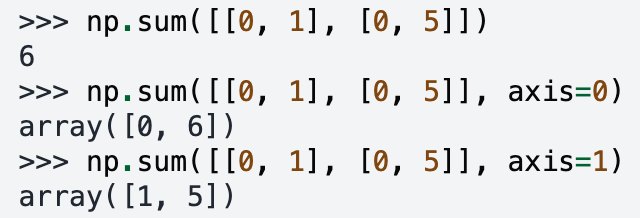 >>> np.sum([[0, 1], [0, 5]])
6
>>> np.sum([[0, 1], [0, 5]], axis=0)
array([0, 6])
>>> np.sum([[0, 1], [0, 5]], axis=1)
array([1, 5])